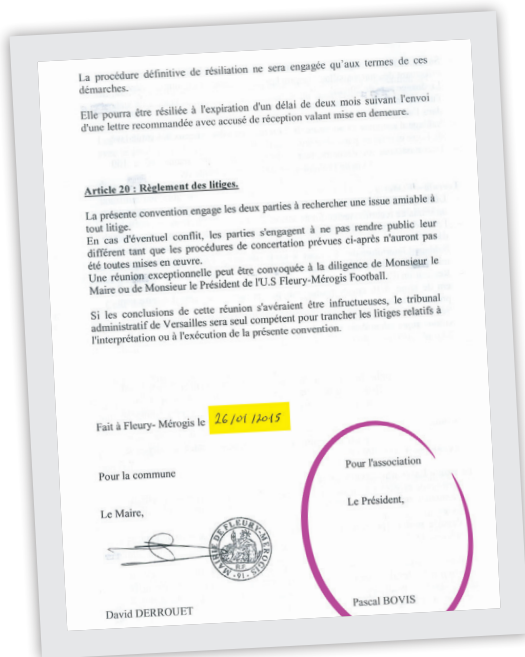 La procédure définitive de résiliation ne sera engagée qu'aux termes de ces
démarches.
Elle pourra être résiliée à l'expiration d'un délai de deux mois suivant l'envoi
d'une lettre recommandée avec accusé de réception valant mise en demeure.
Article 20 : Règlement des litiges.
La présente convention engage les deux parties à rechercher une issue amiable à
tout litige.
En cas d'éventuel conflit, les parties s'engagent à ne pas rendre public leur
différent tant que les procédures de concertation prévues ci-après n'auront pas
été toutes mises en œuvre.
Une réunion exceptionnelle peut être convoquée à la diligence de Monsieur le
Maire ou de Monsieur le Président de l'U.S Fleury-Mérogis Football.
Si les conclusions de cette réunion s'avéraient être infructueuses, le tribunal
administratif de Versailles sera seul compétent pour trancher les litiges relatifs à
l'interprétation ou à l'exécution de la présente convention.
Fait à Fleury- Mérogis le 26/01/2015
Pour la commune
Pour l'association
Le Maire,
Le Président,
MAIRIE DE FLEURY-MEROGIS
R.F.
91
David DERROUET
Pascal BOVIS